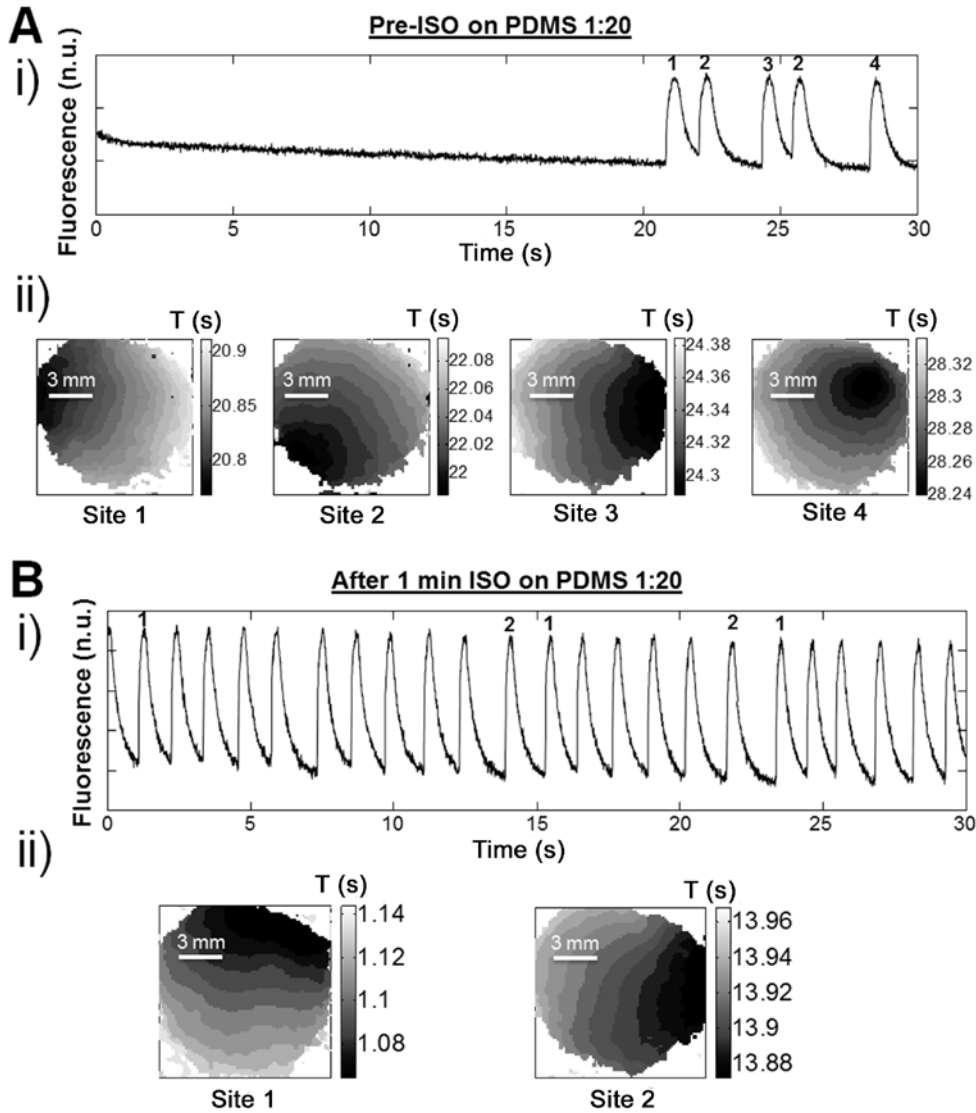 A
Pre-ISO on PDMS 1:20
i)
Fluorescence (n.u.)
1 2 3 2 4
0 5 10 15 20 25 30
Time (s)
ii)
T (s) T (s) T (s) T (s)
3 mm 3 mm 3 mm 3 mm
20.9
20.85
20.8
22.08
22.06
22.04
22.02
22
24.38
24.36
24.34
24.32
24.3
28.32
28.3
28.28
28.26
28.24
Site 1 Site 2 Site 3 Site 4
B
After 1 min ISO on PDMS 1:20
i)
Fluorescence (n.u.)
1 2 1 2 1
0 5 10 15 20 25 30
Time (s)
ii)
T (s) T (s)
3 mm 3 mm
1.14
1.12
1.1
1.08
13.96
13.94
13.92
13.9
13.88
Site 1 Site 2